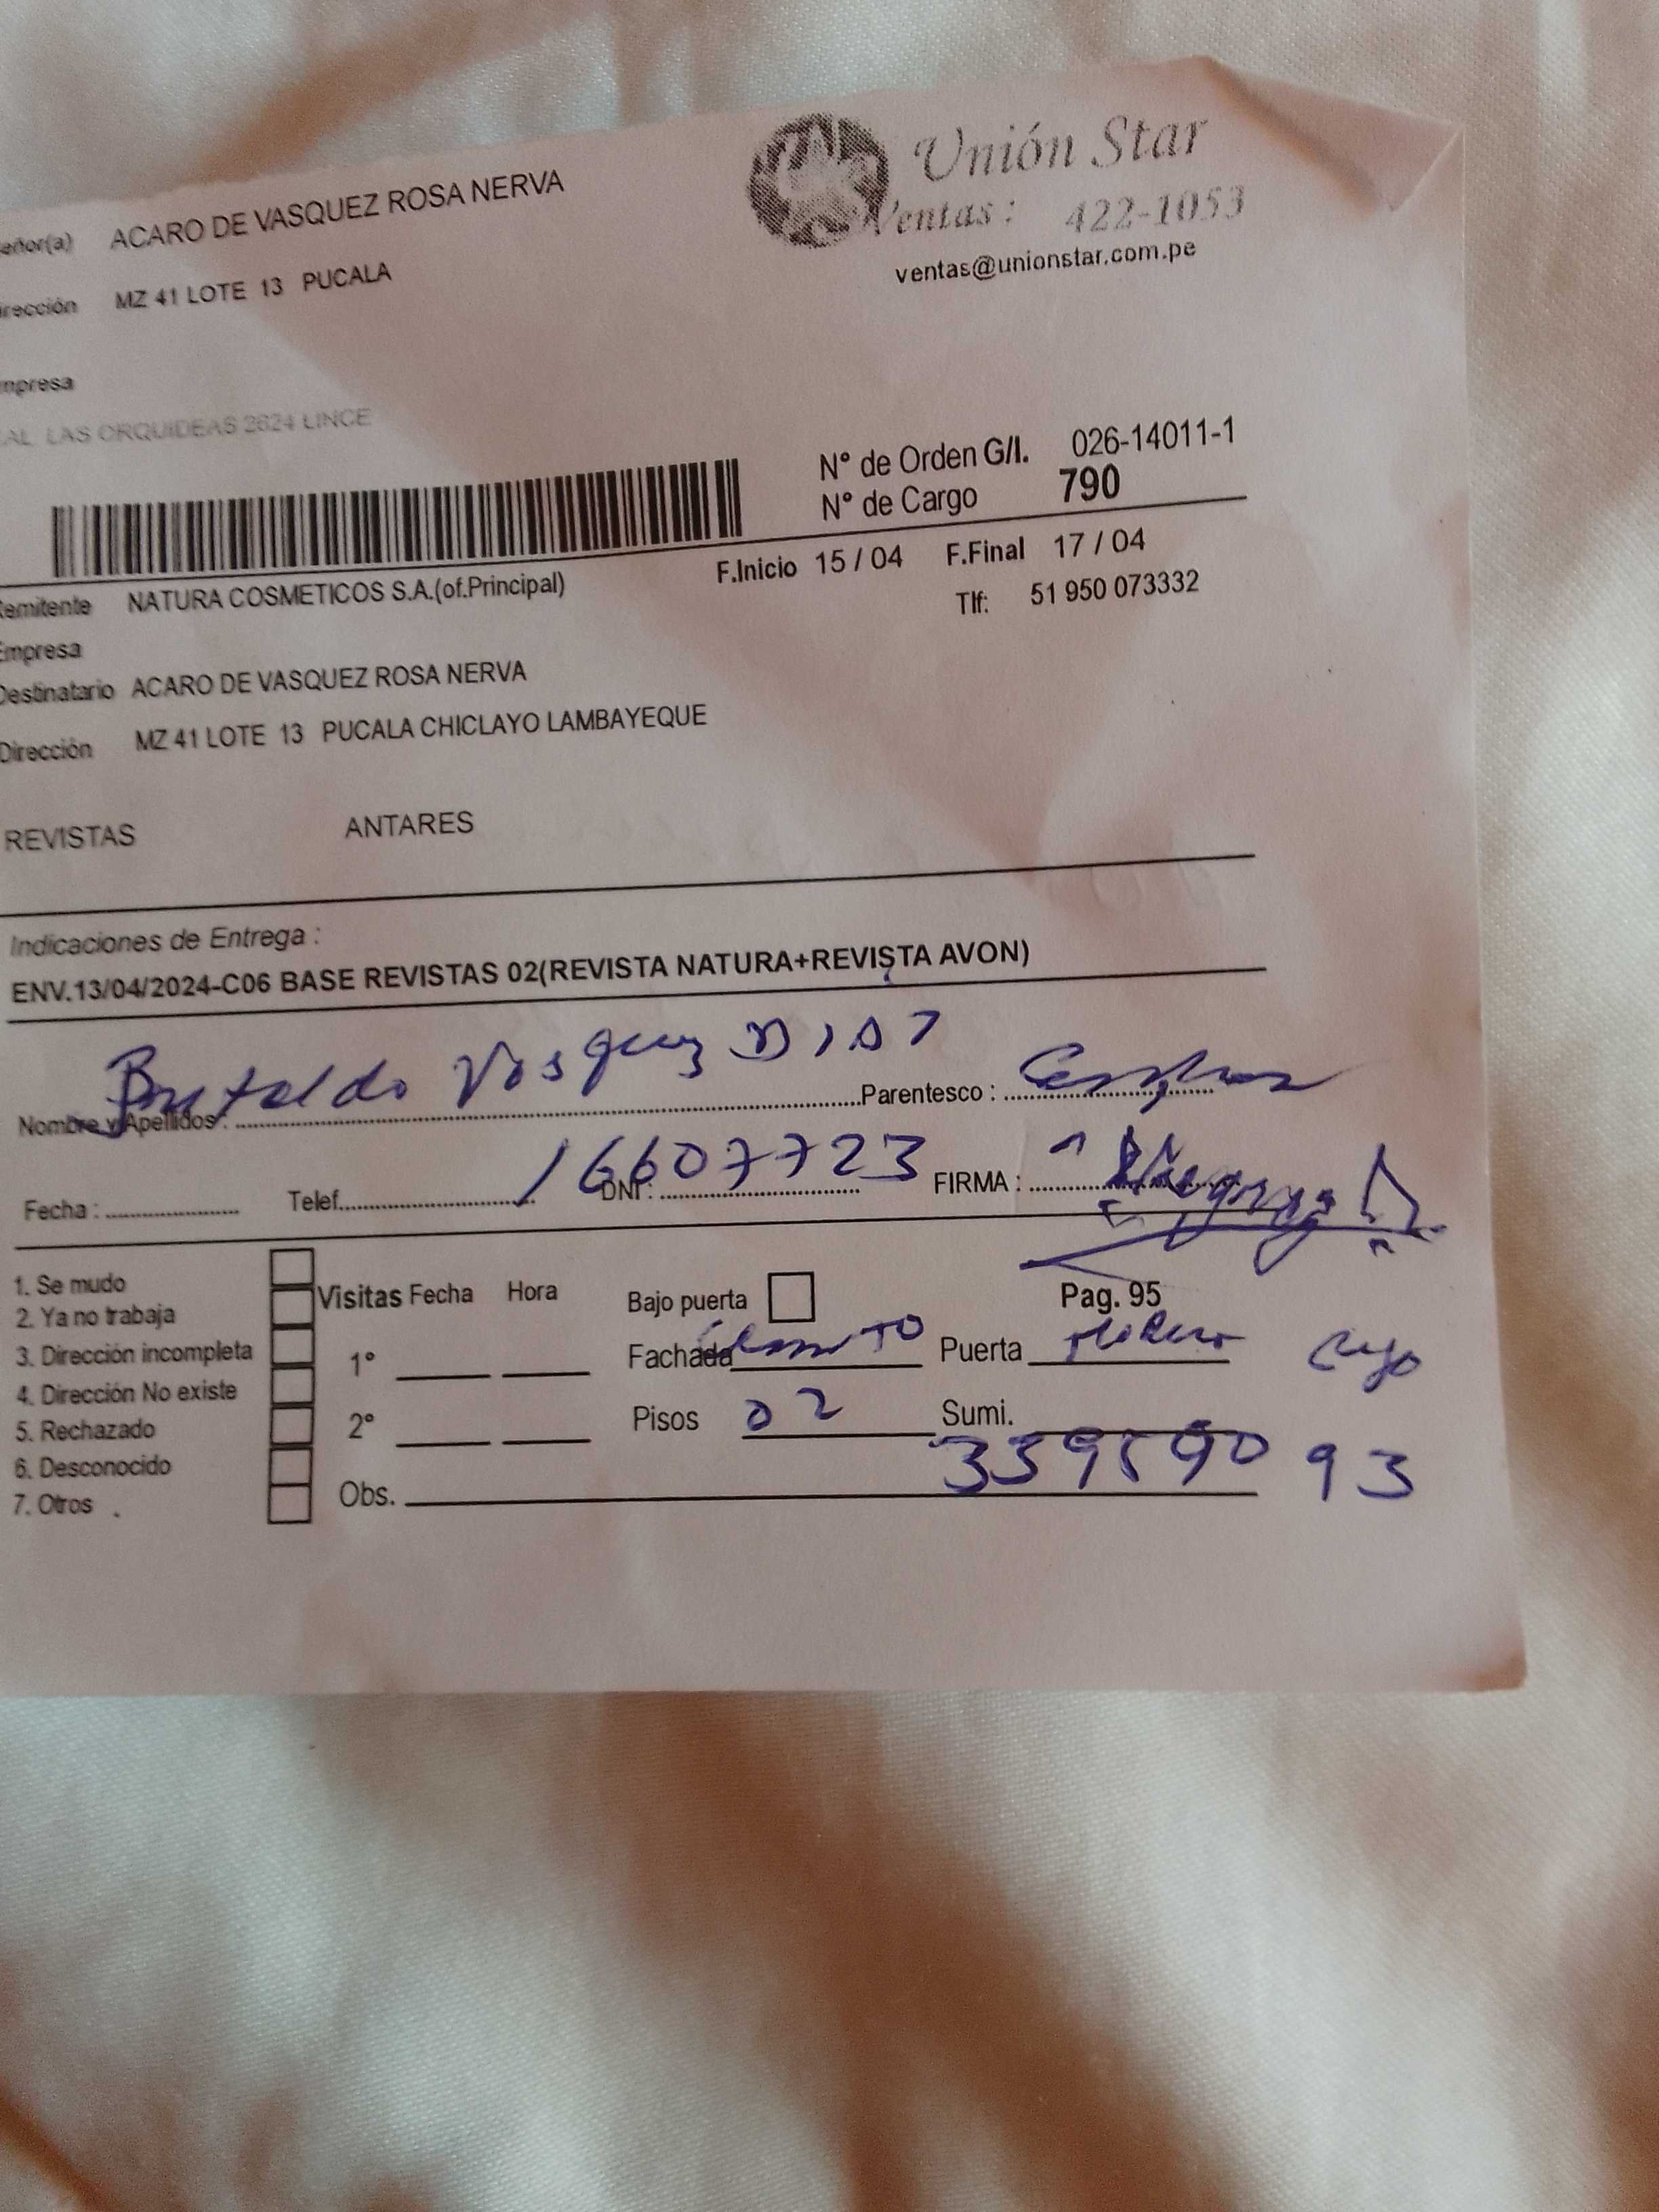 Unión Star
eñor(a) ACARO DE VASQUEZ ROSA NERVA
Ventas: 422-1053
ventas@unionstar.com.pe
irección MZ 41 LOTE 13 PUCALA
mpresa
CAL LAS ORQUIDEAS 2624 LINCE
N° de Orden G/I. 026-14011-1
N° de Cargo 790
F.Inicio 15 / 04 F.Final 17 / 04
Remitente NATURA COSMETICOS S.A.(of.Principal)
Tlf: 51 950 073332
Empresa
Destinatario ACARO DE VASQUEZ ROSA NERVA
Dirección MZ 41 LOTE 13 PUCALA CHICLAYO LAMBAYEQUE
REVISTAS ANTARES
Indicaciones de Entrega :
ENV.13/04/2024-C06 BASE REVISTAS 02(REVISTA NATURA+REVISTA AVON)
Nombre y Apellidos : Vasquez Parentesco :
Fecha : Telef. DNI : 16607723 FIRMA :
1. Se mudo
2. Ya no trabaja
3. Dirección incompleta
4. Dirección No existe
5. Rechazado
6. Desconocido
7. Otros .
Visitas Fecha Hora
1°
2°
Obs.
Bajo puerta
Pag. 95
Fachada Puerta
Pisos 02 Sumi.
93